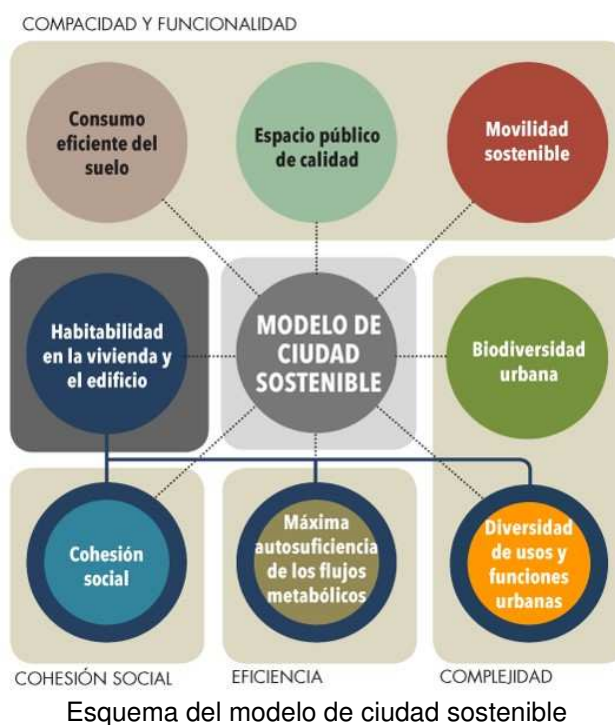 COMPACIDAD Y FUNCIONALIDAD
Consumo
eficiente del
suelo
Espacio público
de calidad
Movilidad
sostenible
Habitabilidad
en la vivienda y
el edificio
MODELO DE
CIUDAD
SOSTENIBLE
Biodiversidad
urbana
Cohesión
social
Máxima
autosuficiencia
de los flujos
metabólicos
Diversidad
de usos y
funciones
urbanas
COHESIÓN SOCIAL
EFICIENCIA
COMPLEJIDAD
Esquema del modelo de ciudad sostenible